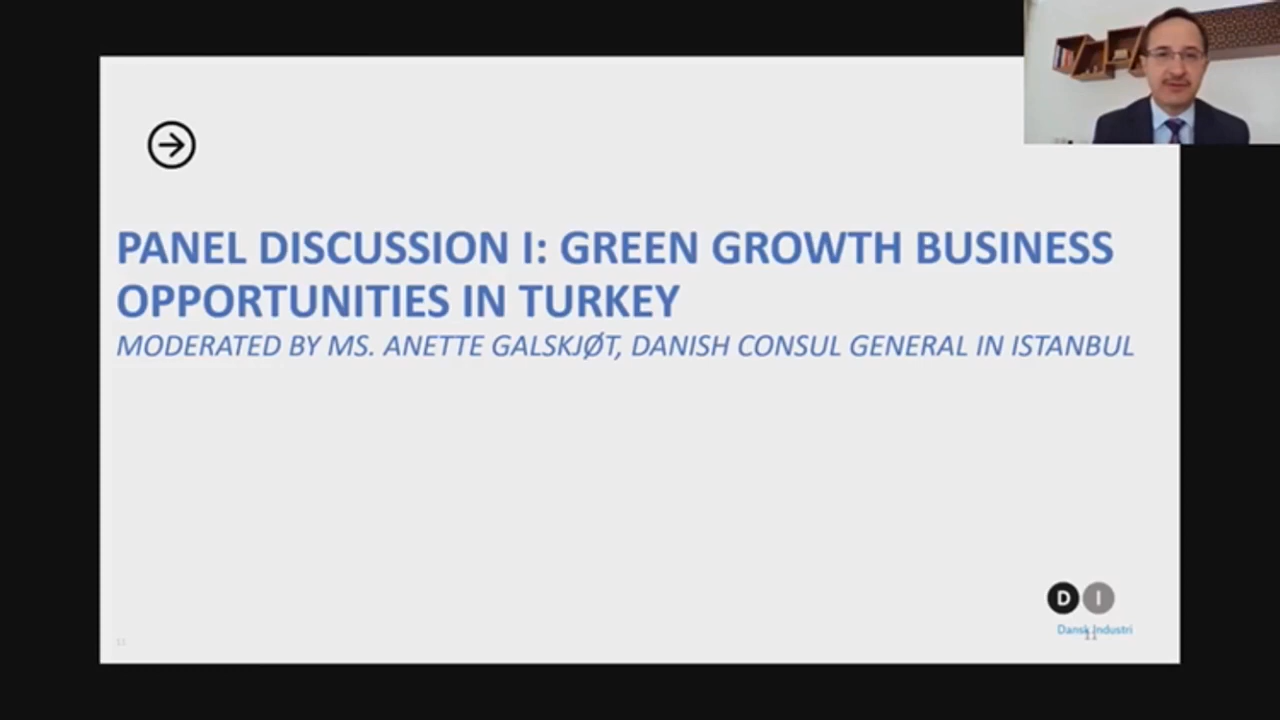 PANEL DISCUSSION I: GREEN GROWTH BUSINESS
OPPORTUNITIES IN TURKEY
MODERATED BY MS. ANETTE GALSKJØT, DANISH CONSUL GENERAL IN ISTANBUL
D I
Dansk Industri
11